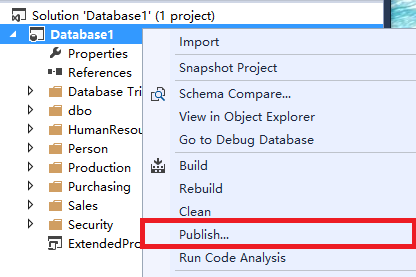 Solution 'Database1' (1 project)
Database1
Properties
References
Database Tri
dbo
HumanResou
Person
Production
Purchasing
Sales
Security
ExtendedPro
Import
Snapshot Project
Schema Compare...
View in Object Explorer
Go to Debug Database
Build
Rebuild
Clean
Publish...
Run Code Analysis